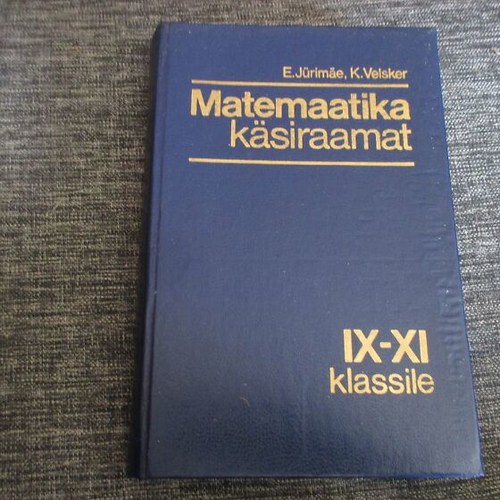 E.Jürimäe, K.Velsker
Matemaatika
käsiraamat
IX-XI
klassile